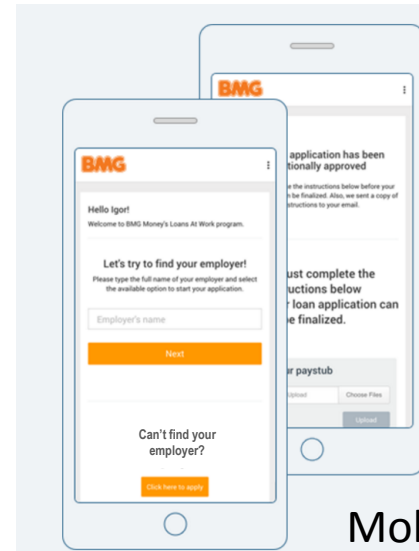 BMG
Hello Igor!
Welcome to BMG Money's Loans At Work program.
Let's try to find your employer!
Please type the full name of your employer and select
the available option to start your application.
Employer's name
Next
Can't find your
employer?
Click here to apply
BMG
application has been
tionally approved
e the instructions below before your
n be finalized. Also, we sent a copy of
structions to your email.
ust complete the
uctions below
r loan application can
e finalized.
ur paystub
Upload
Choose Files
Upload
Mol